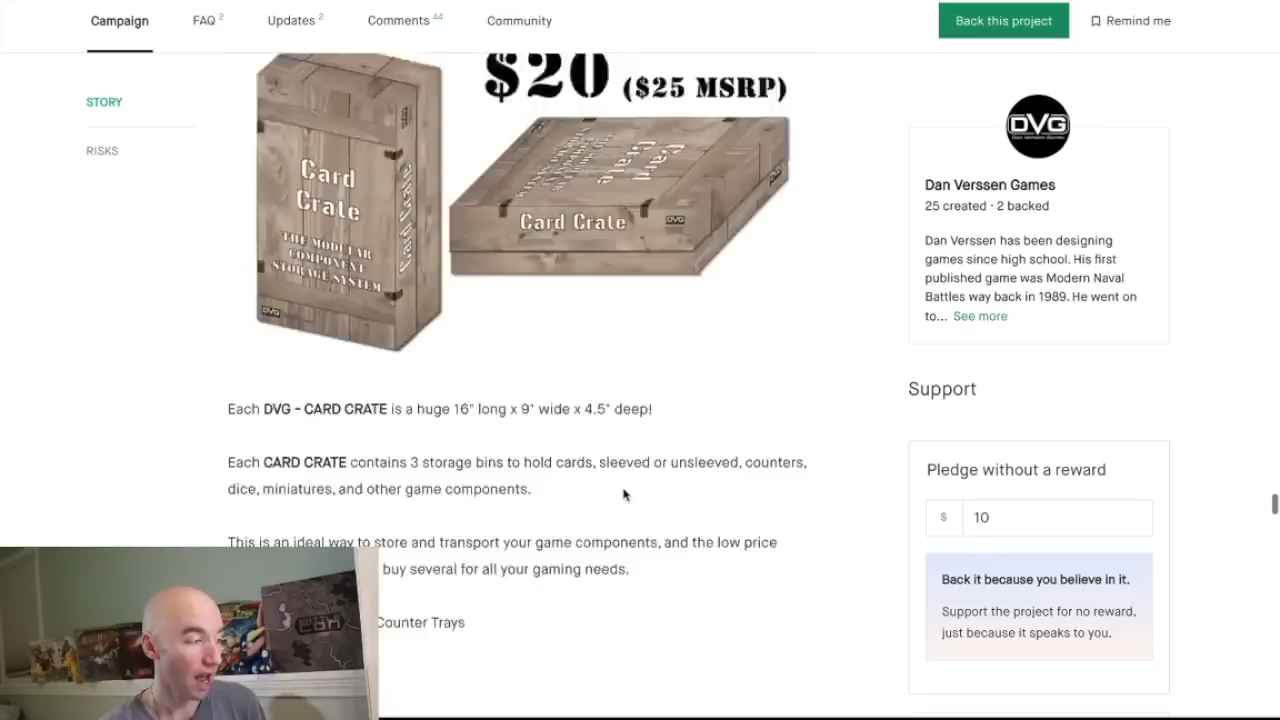 Campaign
FAQ 2
Updates 2
Comments 44
Community
Back this project
Remind me
STORY
RISKS
$20 ($25 MSRP)
Card
Crate
THE MODULAR
COMPONENT
STORAGE SYSTEM
DVG
Card Crate
Card Crate
DVG
Card
Crate
DVG
Dan Verssen Games
25 created · 2 backed
Dan Verssen has been designing
games since high school. His first
published game was Modern Naval
Battles way back in 1989. He went on
to... See more
Each DVG - CARD CRATE is a huge 16" long x 9" wide x 4.5" deep!
Each CARD CRATE contains 3 storage bins to hold cards, sleeved or unsleeved, counters,
dice, miniatures, and other game components.
This is an ideal way to store and transport your game components, and the low price
buy several for all your gaming needs.
Counter Trays
Support
Pledge without a reward
$ 10
Back it because you believe in it.
Support the project for no reward,
just because it speaks to you.